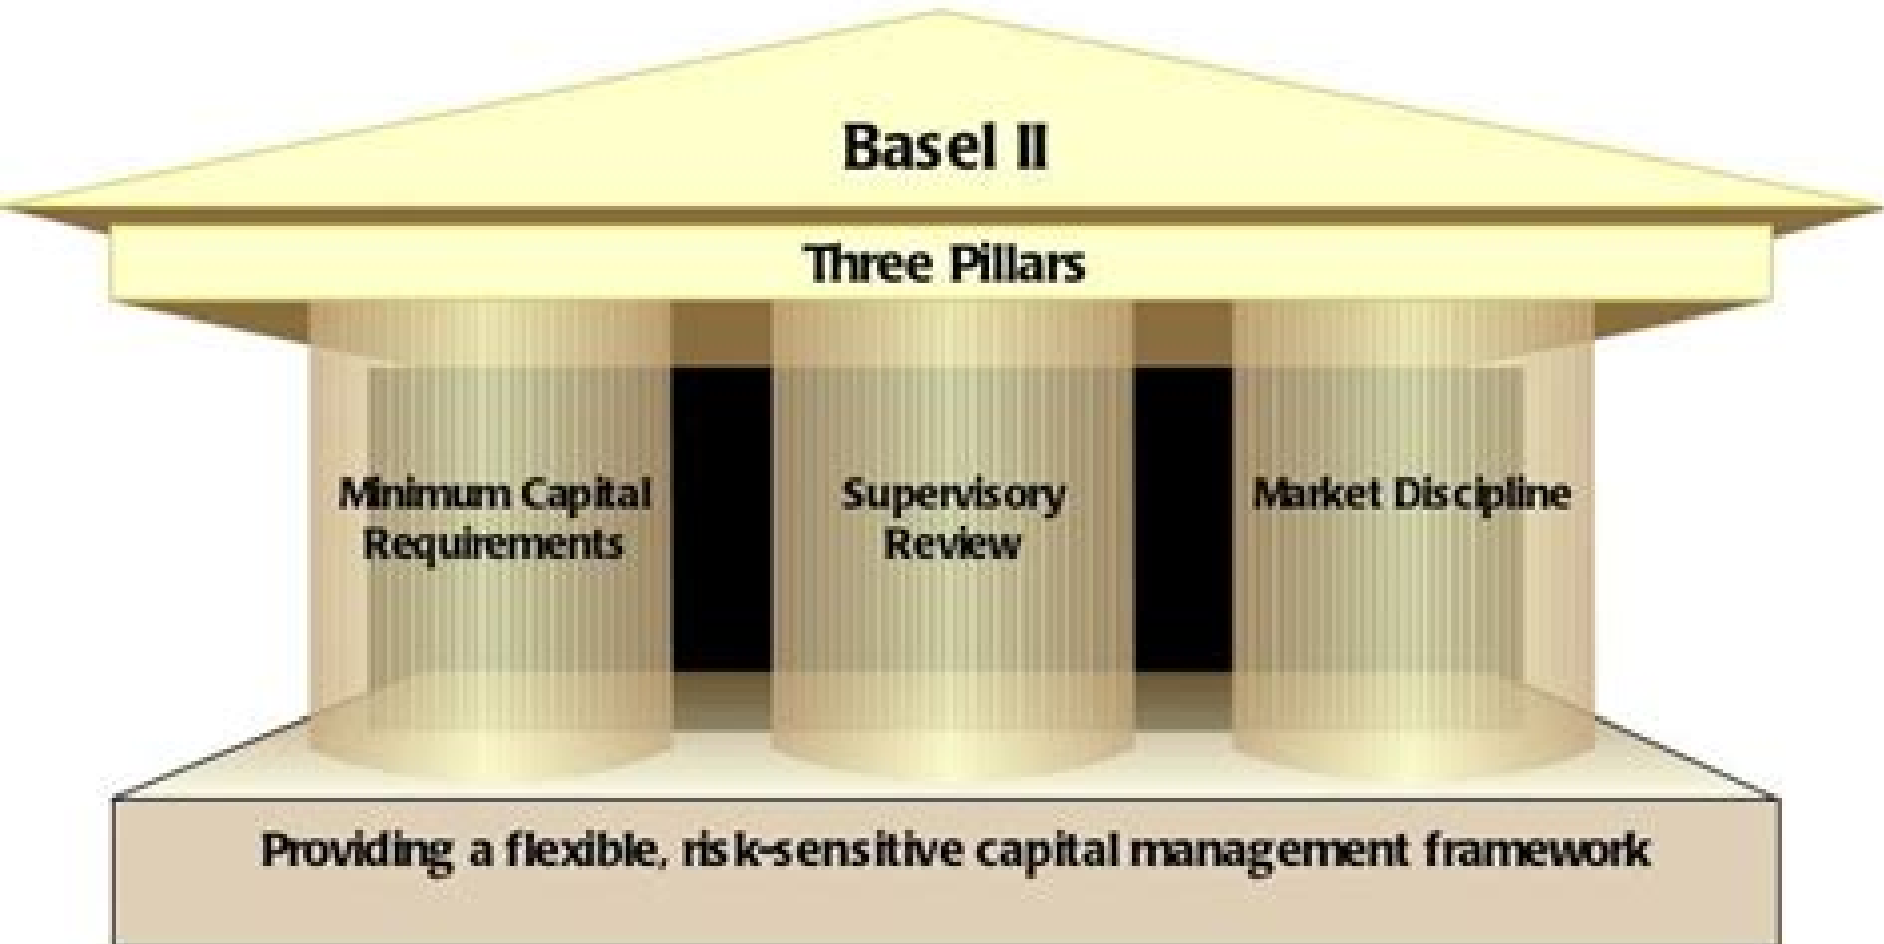 Basel II
Three Pillars
Minimum Capital
Requirements
Supervisory
Review
Market Discipline
Providing a flexible, risk-sensitive capital management framework